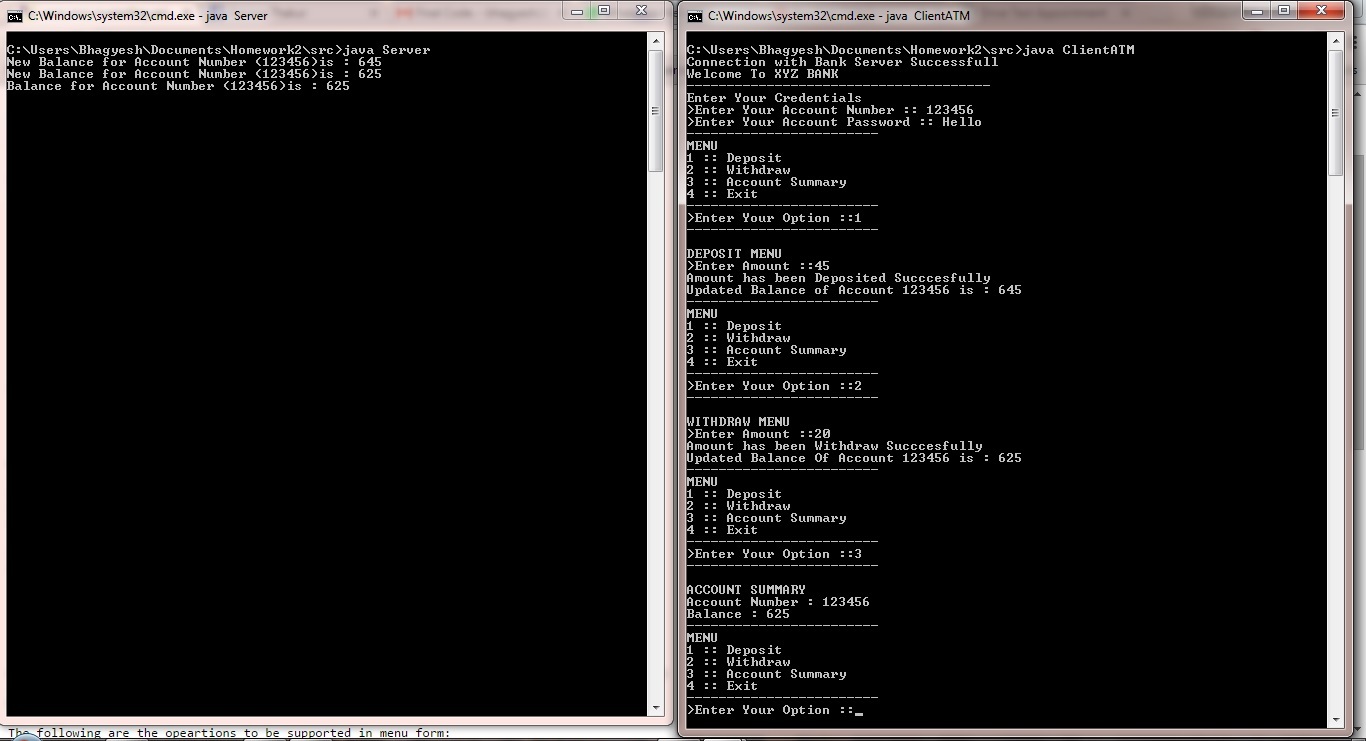 C:\Windows\system32\cmd.exe - java Server
C:\Users\Bhagyesh\Documents\Homework2\src>java Server
New Balance for Account Number (123456)is : 645
New Balance for Account Number (123456)is : 625
Balance for Account Number (123456)is : 625
C:\Windows\system32\cmd.exe - java ClientATM
C:\Users\Bhagyesh\Documents\Homework2\src>java ClientATM
Connection with Bank Server Successfull
Welcome To XYZ BANK
--------------------------------------
Enter Your Credentials
>Enter Your Account Number :: 123456
>Enter Your Account Password :: Hello
------------------------
MENU
1 :: Deposit
2 :: Withdraw
3 :: Account Summary
4 :: Exit
------------------------
>Enter Your Option ::1
------------------------
DEPOSIT MENU
>Enter Amount ::45
Amount has been Deposited Succcesfully
Updated Balance of Account 123456 is : 645
------------------------
MENU
1 :: Deposit
2 :: Withdraw
3 :: Account Summary
4 :: Exit
------------------------
>Enter Your Option ::2
------------------------
WITHDRAW MENU
>Enter Amount ::20
Amount has been Withdraw Succcesfully
Updated Balance Of Account 123456 is : 625
------------------------
MENU
1 :: Deposit
2 :: Withdraw
3 :: Account Summary
4 :: Exit
------------------------
>Enter Your Option ::3
------------------------
ACCOUNT SUMMARY
Account Number : 123456
Balance : 625
------------------------
MENU
1 :: Deposit
2 :: Withdraw
3 :: Account Summary
4 :: Exit
------------------------
>Enter Your Option ::_
The following are the opeartions to be supported in menu form: